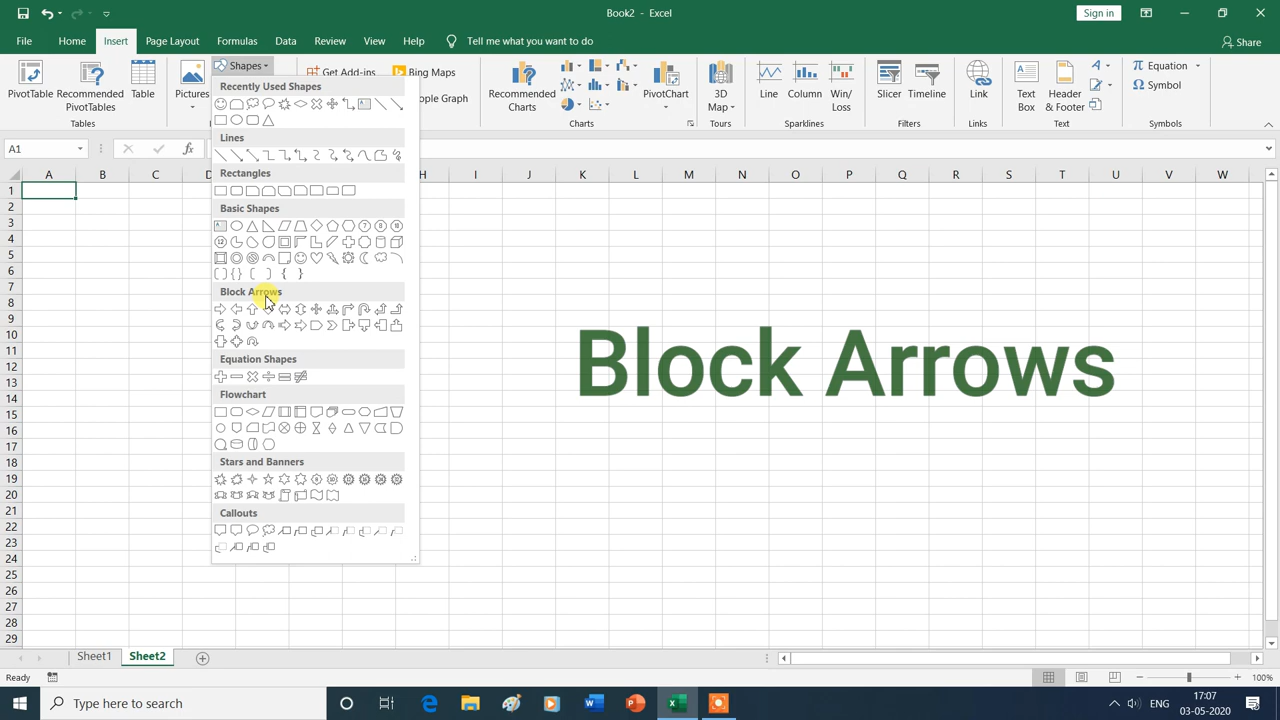 Book2 - Excel
Sign in
File Home Insert Page Layout Formulas Data Review View Help Tell me what you want to do Share
Shapes
PivotTable
Recommended
PivotTables
Table
Pictures
Get Add-ins
Bing Maps
People Graph
Recommended
Charts
PivotChart
3D
Map
Line
Column
Win/
Loss
Slicer
Timeline
Link
Text
Box
Header
& Footer
Equation
Symbol
Tables
Charts
Tours
Sparklines
Filters
Links
Text
Symbols
A1
fx
A B C D H I J K L M N O P Q R S T U V W
1
2
3
4
5
6
7
8
9
10
11
12
13
14
15
16
17
18
19
20
21
22
23
24
25
26
27
28
29
Recently Used Shapes
Lines
Rectangles
Basic Shapes
Block Arrows
Equation Shapes
Flowchart
Stars and Banners
Callouts
Block Arrows
Sheet1 Sheet2
Ready
100%
Type here to search
ENG
17:07
03-05-2020